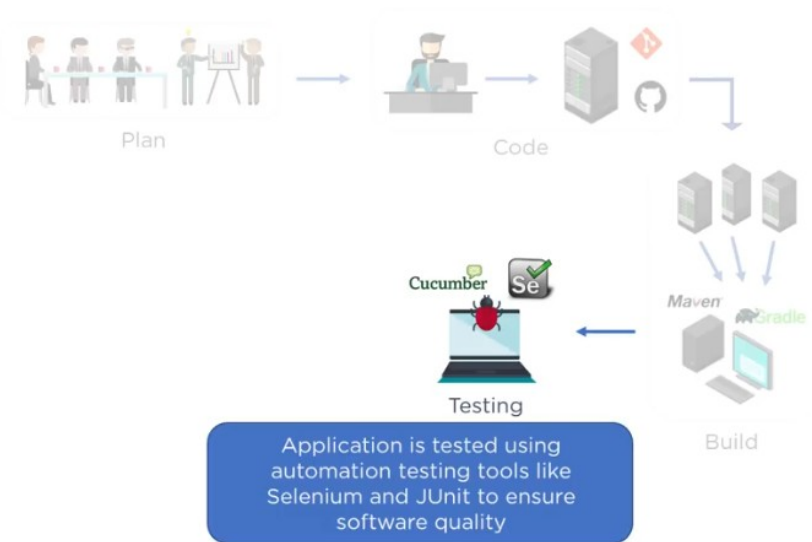 Plan
Code
Maven
Gradle
Build
Cucumber
Se
Testing
Application is tested using
automation testing tools like
Selenium and JUnit to ensure
software quality